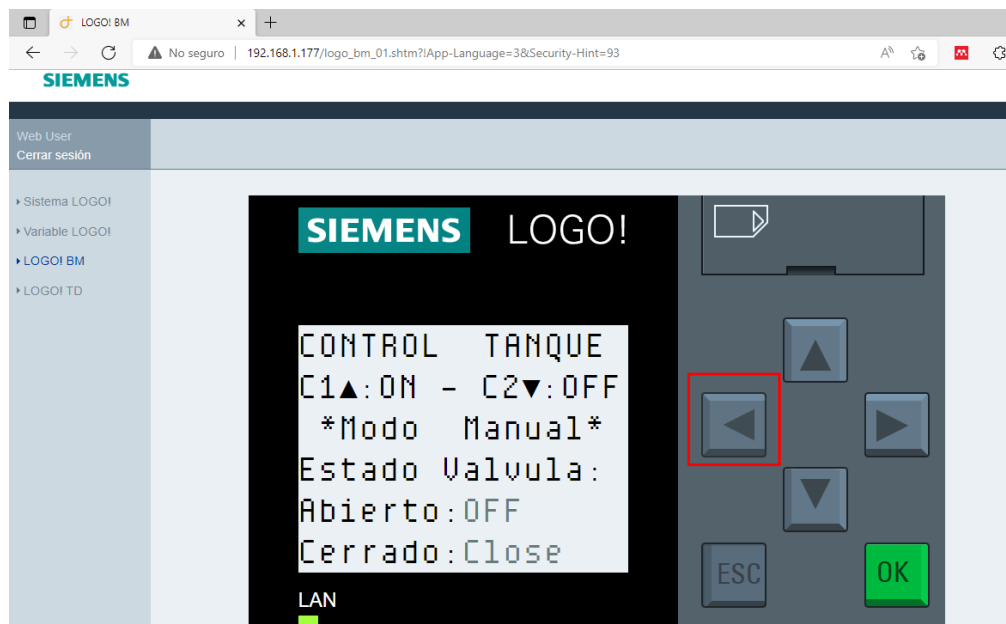 LOGO! BM
No seguro | 192.168.1.177/logo_bm_01.shtm?!App-Language=3&Security-Hint=93
SIEMENS
Web User
Cerrar sesión
Sistema LOGO!
Variable LOGO!
LOGO! BM
LOGO! TD
SIEMENS LOGO!
CONTROL TANQUE
C1▲:ON - C2▼:OFF
*Modo Manual*
Estado Valvula:
Abierto:OFF
Cerrado:Close
LAN
ESC
OK